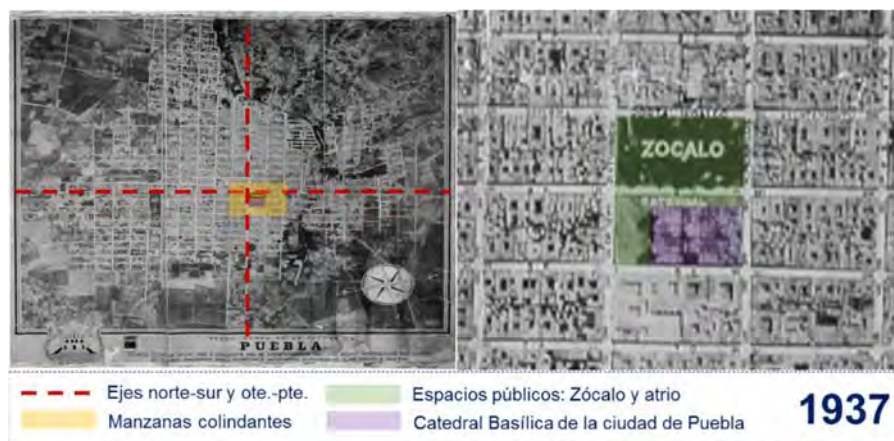 ZOCALO
CATEDRAL
PUEBLA
Ejes norte-sur y ote.-pte.
Manzanas colindantes
Espacios públicos: Zócalo y atrio
Catedral Basílica de la ciudad de Puebla
1937